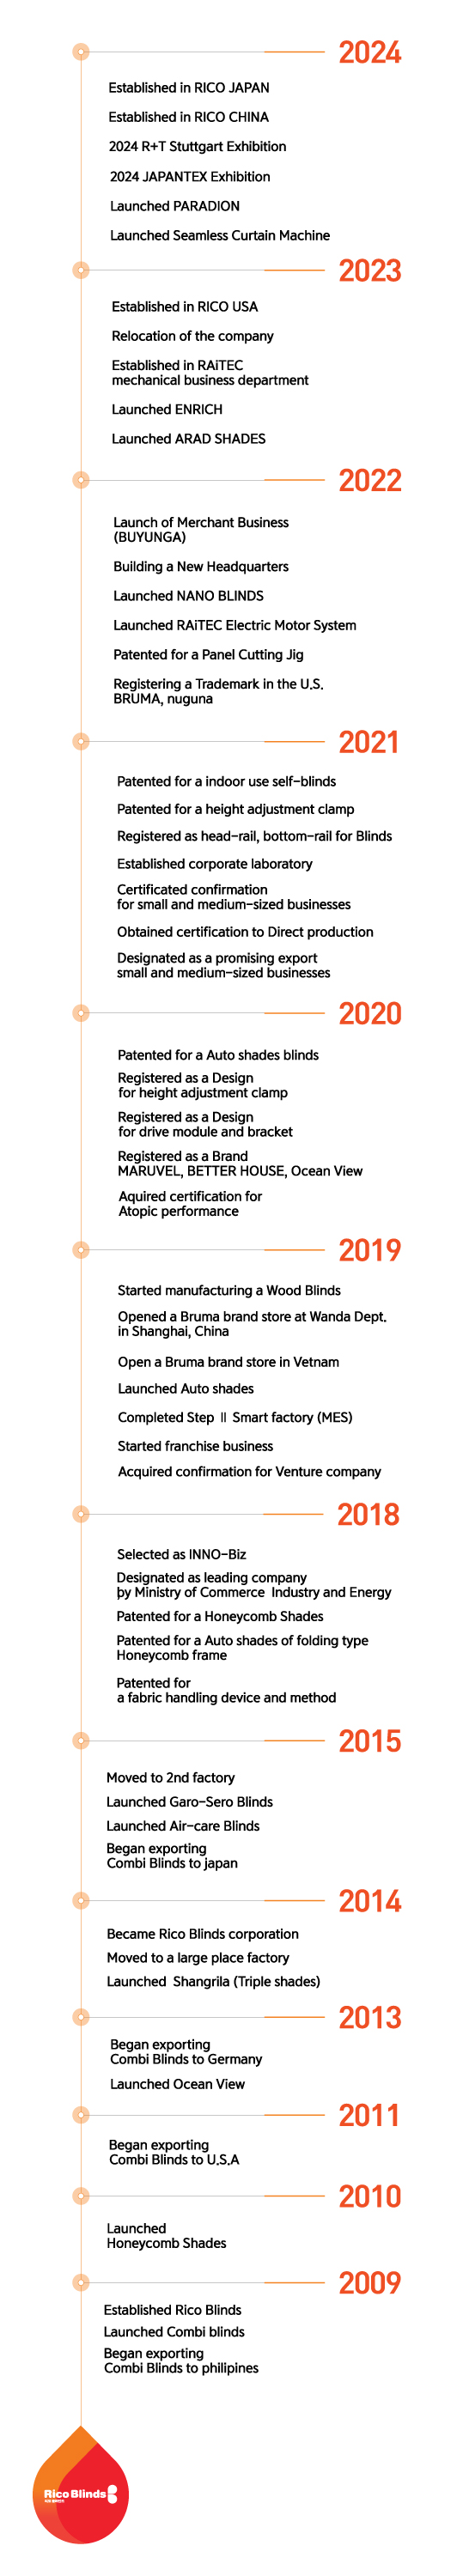 2024
Established in RICO JAPAN
Established in RICO CHINA
2024 R+T Stuttgart Exhibition
2024 JAPANTEX Exhibition
Launched PARADION
Launched Seamless Curtain Machine
2023
Established in RICO USA
Relocation of the company
Established in RAiTEC
mechanical business department
Launched ENRICH
Launched ARAD SHADES
2022
Launch of Merchant Business
(BUYUNGA)
Building a New Headquarters
Launched NANO BLINDS
Launched RAiTEC Electric Motor System
Patented for a Panel Cutting Jig
Registering a Trademark in the U.S.
BRUMA, nuguna
2021
Patented for a indoor use self-blinds
Patented for a height adjustment clamp
Registered as head-rail, bottom-rail for Blinds
Established corporate laboratory
Certificated confirmation
for small and medium-sized businesses
Obtained certification to Direct production
Designated as a promising export
small and medium-sized businesses
2020
Patented for a Auto shades blinds
Registered as a Design
for height adjustment clamp
Registered as a Design
for drive module and bracket
Registered as a Brand
MARUVEL, BETTER HOUSE, Ocean View
Aquired certification for
Atopic performance
2019
Started manufacturing a Wood Blinds
Opened a Bruma brand store at Wanda Dept.
in Shanghai, China
Open a Bruma brand store in Vetnam
Launched Auto shades
Completed Step Ⅱ Smart factory (MES)
Started franchise business
Acquired confirmation for Venture company
2018
Selected as INNO-Biz
Designated as leading company
by Ministry of Commerce Industry and Energy
Patented for a Honeycomb Shades
Patented for a Auto shades of folding type
Honeycomb frame
Patented for
a fabric handling device and method
2015
Moved to 2nd factory
Launched Garo-Sero Blinds
Launched Air-care Blinds
Began exporting
Combi Blinds to japan
2014
Became Rico Blinds corporation
Moved to a large place factory
Launched Shangrila (Triple shades)
2013
Began exporting
Combi Blinds to Germany
Launched Ocean View
2011
Began exporting
Combi Blinds to U.S.A
2010
Launched
Honeycomb Shades
2009
Established Rico Blinds
Launched Combi blinds
Began exporting
Combi Blinds to philipines
Rico Blinds